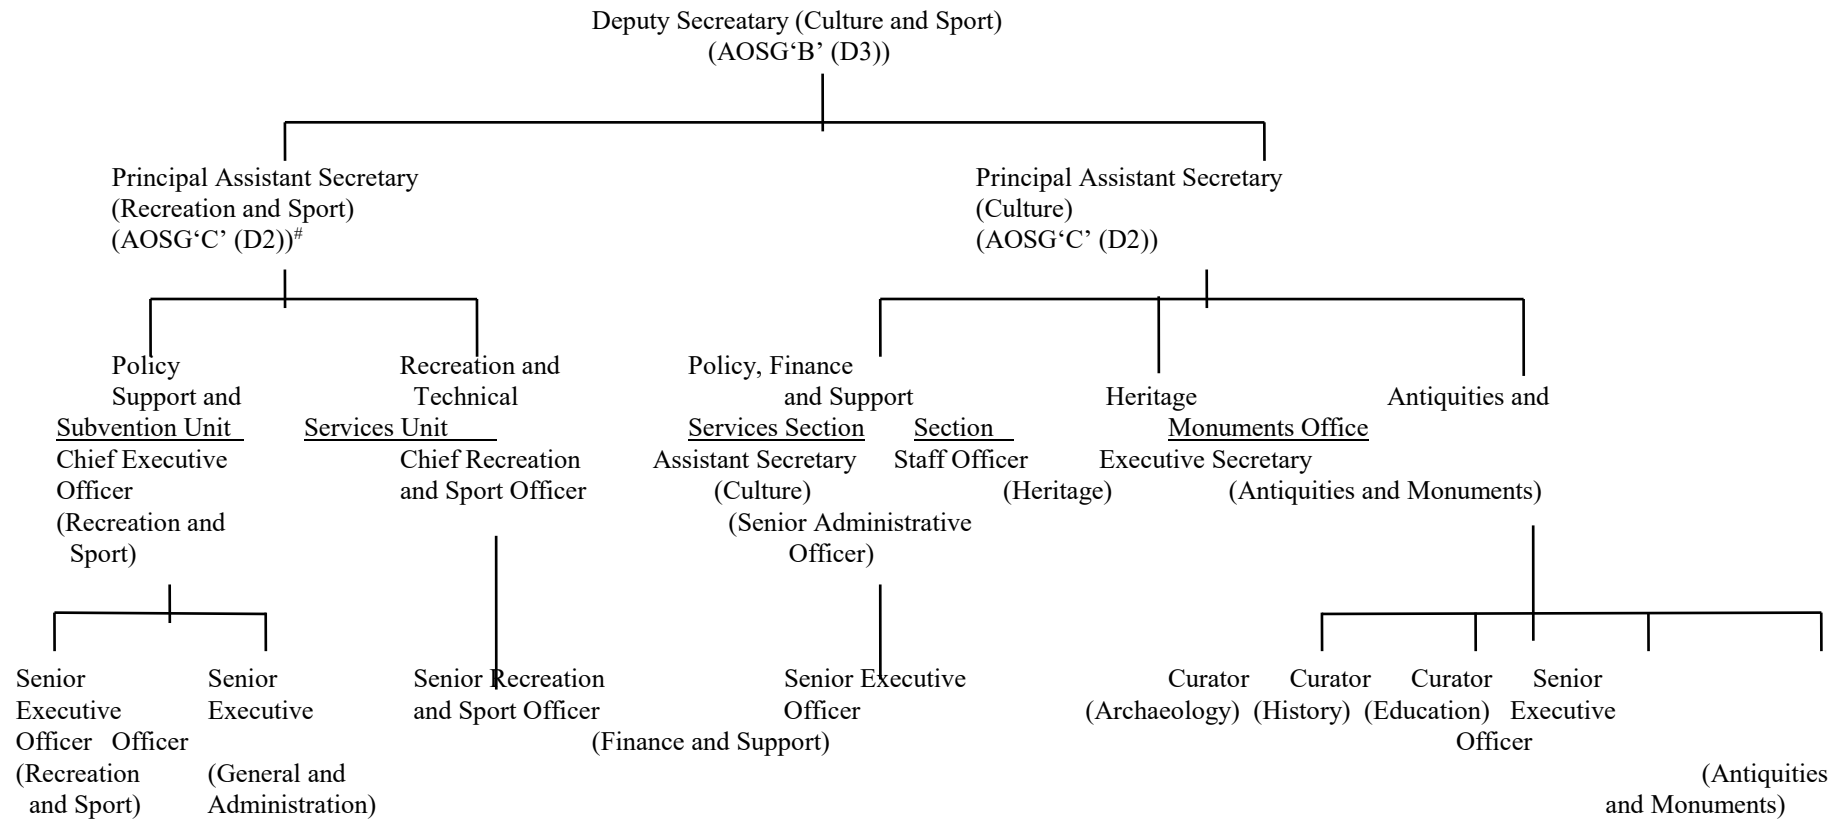 Deputy Secreatary (Culture and Sport)
(AOSG‘B’ (D3))
Principal Assistant Secretary Principal Assistant Secretary
(Recreation and Sport) (Culture)
(AOSG‘C’ (D2))# (AOSG‘C’ (D2))
Policy Recreation and Policy, Finance
Support and Technical and Support Heritage Antiquities and
Subvention Unit Services Unit Services Section Section Monuments Office
Chief Executive Chief Recreation Assistant Secretary Staff Officer Executive Secretary
Officer and Sport Officer (Culture) (Heritage) (Antiquities and Monuments)
(Recreation and (Senior Administrative
Sport) Officer)
Senior Senior Senior Recreation Senior Executive Curator Curator Curator Senior
Executive Executive and Sport Officer Officer (Archaeology) (History) (Education) Executive
Officer Officer (Finance and Support) Officer
(Recreation (General and (Antiquities
and Sport) Administration) and Monuments)